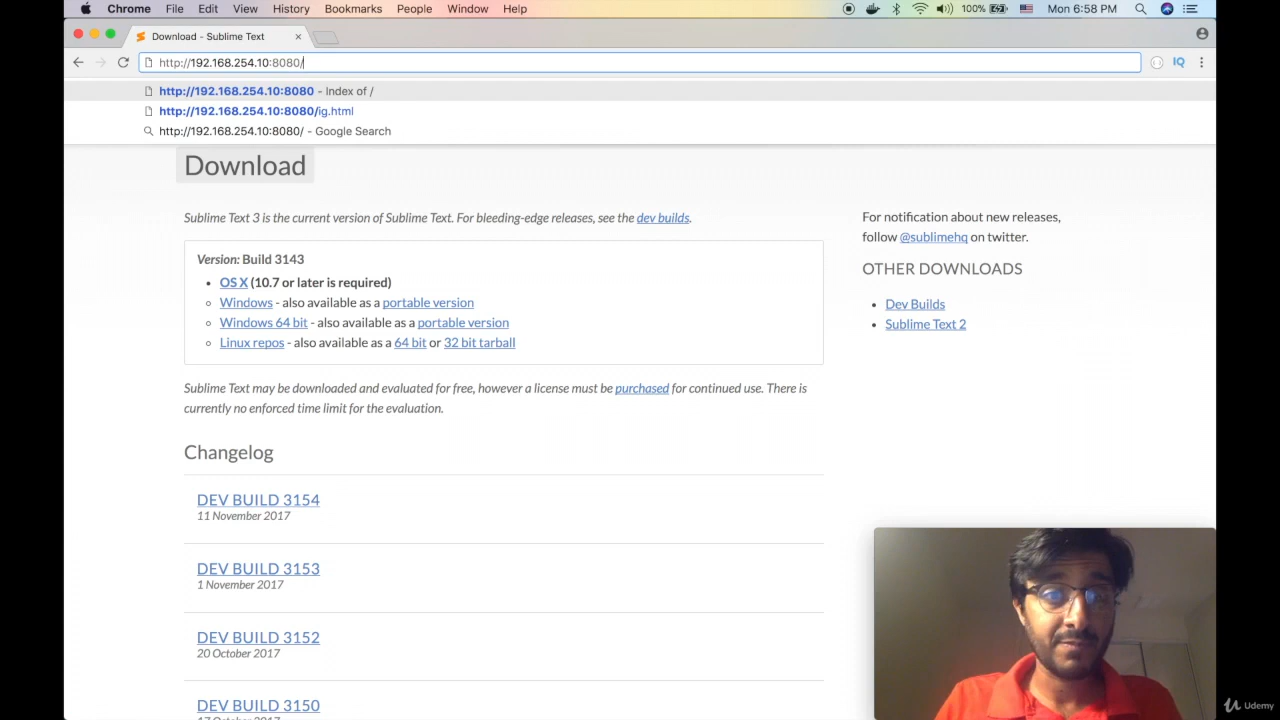 Chrome File Edit View History Bookmarks People Window Help 100% Mon 6:58 PM
Download - Sublime Text
http://192.168.254.10:8080/ IQ
http://192.168.254.10:8080 - Index of /
http://192.168.254.10:8080/ig.html
http://192.168.254.10:8080/ - Google Search
Download
Sublime Text 3 is the current version of Sublime Text. For bleeding-edge releases, see the dev builds.
Version: Build 3143
OS X (10.7 or later is required)
Windows - also available as a portable version
Windows 64 bit - also available as a portable version
Linux repos - also available as a 64 bit or 32 bit tarball
Sublime Text may be downloaded and evaluated for free, however a license must be purchased for continued use. There is
currently no enforced time limit for the evaluation.
Changelog
DEV BUILD 3154
11 November 2017
DEV BUILD 3153
1 November 2017
DEV BUILD 3152
20 October 2017
DEV BUILD 3150
17 October 2017
For notification about new releases,
follow @sublimehq on twitter.
OTHER DOWNLOADS
Dev Builds
Sublime Text 2
Udemy